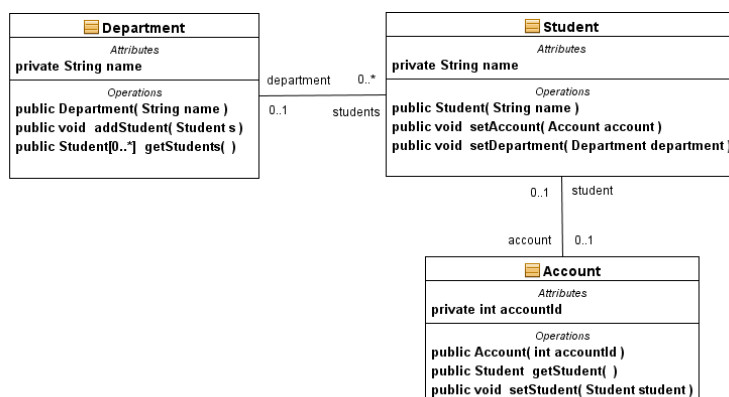 Department
Attributes
private String name
Operations
public Department( String name )
public void addStudent( Student s )
public Student[0..*] getStudents( )
department 0..*
0..1 students
Student
Attributes
private String name
Operations
public Student( String name )
public void setAccount( Account account )
public void setDepartment( Department department )
0..1 student
account 0..1
Account
Attributes
private int accountId
Operations
public Account( int accountId )
public Student getStudent( )
public void setStudent( Student student )